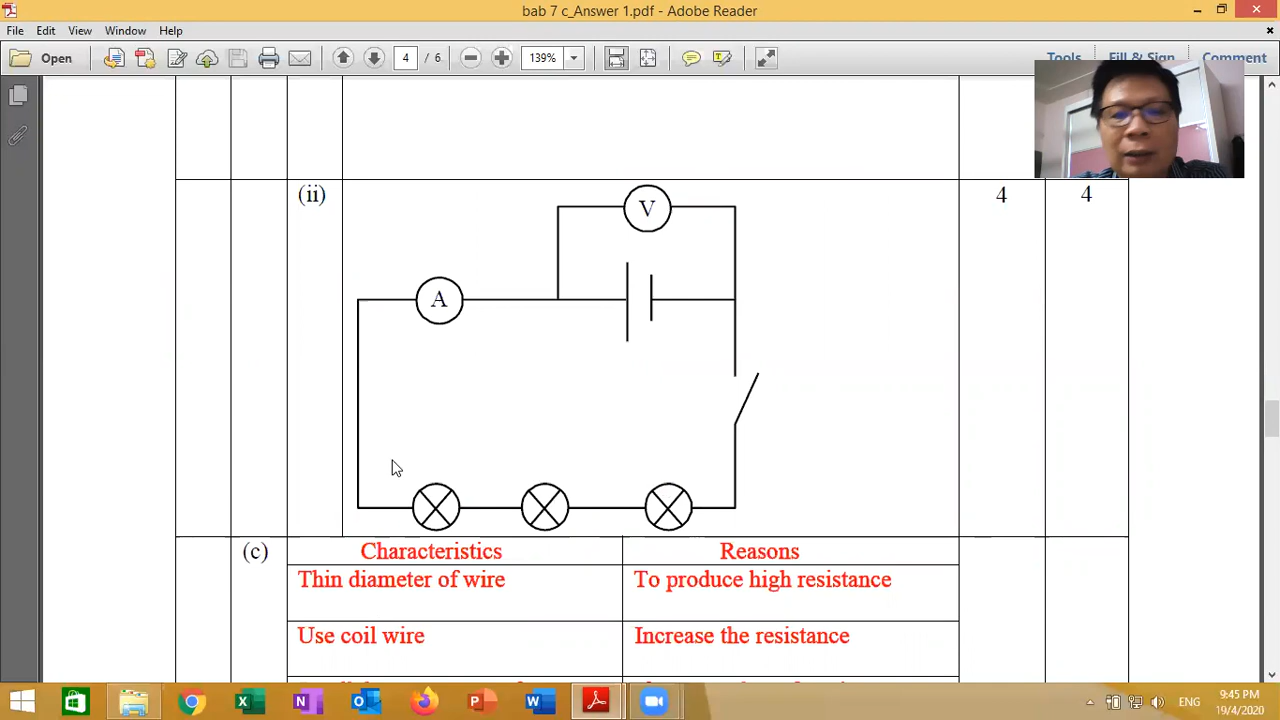 bab 7 c_Answer 1.pdf - Adobe Reader
File Edit View Window Help
Open 4 / 6 139% Tools Fill & Sign Comment
(ii) 4 4
V
A
(c) Characteristics Reasons
Thin diameter of wire To produce high resistance
Use coil wire Increase the resistance
ENG 9:45 PM
19/4/2020